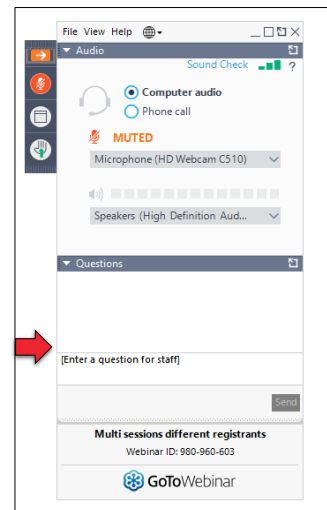 File View Help
Audio
Sound Check ?
Computer audio
Phone call
MUTED
Microphone (HD Webcam C510)
Speakers (High Definition Aud...
Questions
[Enter a question for staff]
Send
Multi sessions different registrants
Webinar ID: 980-960-603
GoToWebinar